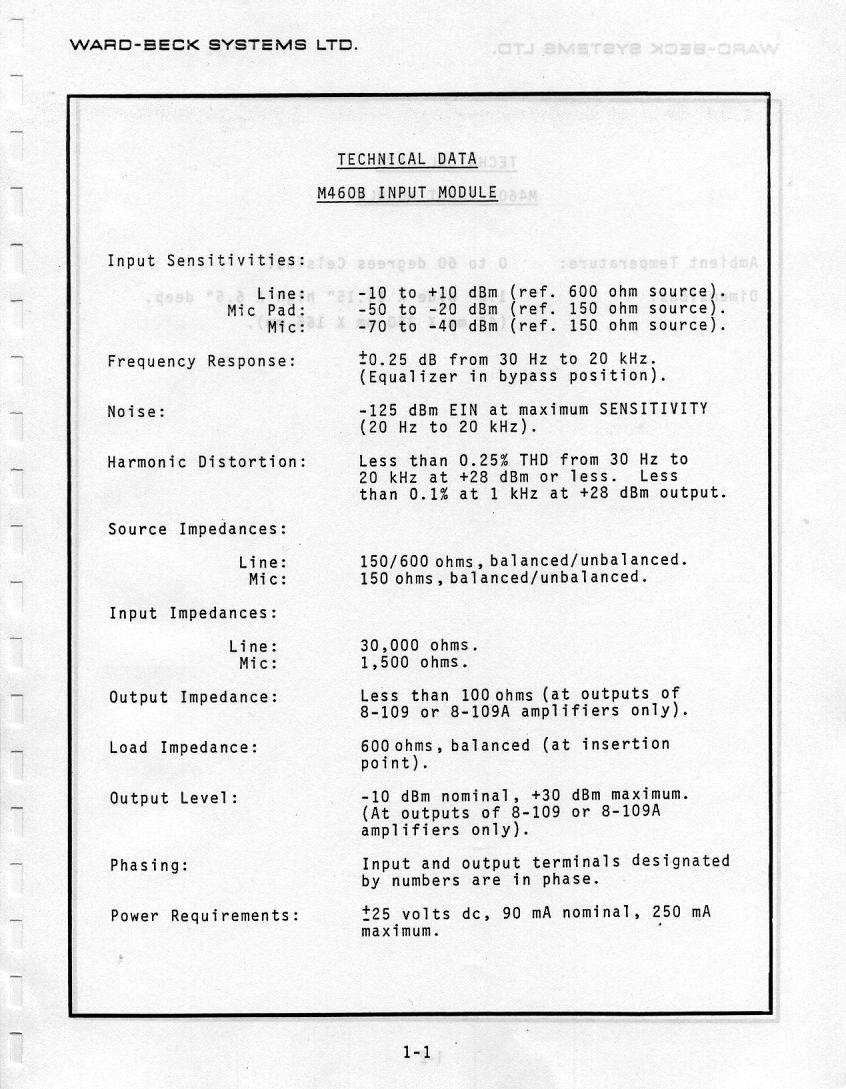 WARD-BECK SYSTEMS LTD.
TECHNICAL DATA
M460B INPUT MODULE
Input Sensitivities:
Line: -10 to +10 dBm (ref. 600 ohm source).
Mic Pad: -50 to -20 dBm (ref. 150 ohm source).
Mic: -70 to -40 dBm (ref. 150 ohm source).
Frequency Response: ±0.25 dB from 30 Hz to 20 kHz.
(Equalizer in bypass position).
Noise: -125 dBm EIN at maximum SENSITIVITY
(20 Hz to 20 kHz).
Harmonic Distortion: Less than 0.25% THD from 30 Hz to
20 kHz at +28 dBm or less. Less
than 0.1% at 1 kHz at +28 dBm output.
Source Impedances:
Line: 150/600 ohms, balanced/unbalanced.
Mic: 150 ohms, balanced/unbalanced.
Input Impedances:
Line: 30,000 ohms.
Mic: 1,500 ohms.
Output Impedance: Less than 100 ohms (at outputs of
8-109 or 8-109A amplifiers only).
Load Impedance: 600 ohms, balanced (at insertion
point).
Output Level: -10 dBm nominal, +30 dBm maximum.
(At outputs of 8-109 or 8-109A
amplifiers only).
Phasing: Input and output terminals designated
by numbers are in phase.
Power Requirements: ±25 volts dc, 90 mA nominal, 250 mA
maximum.
1-1